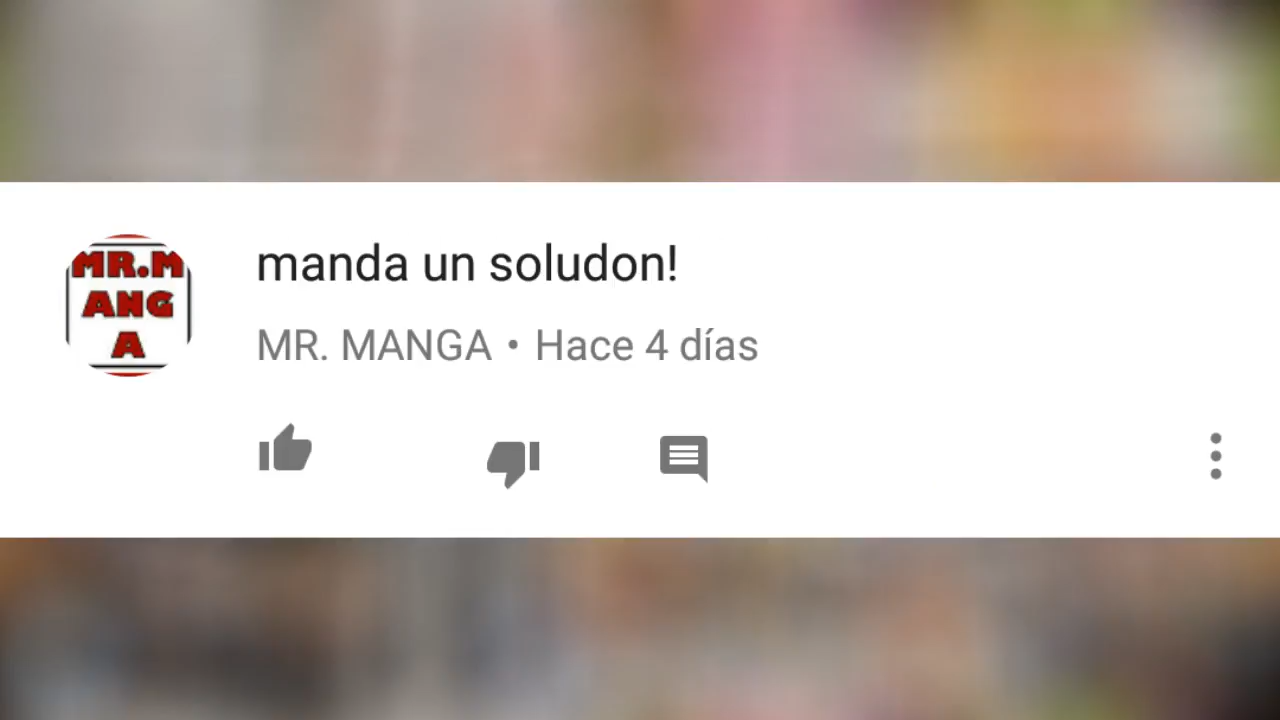 MR.M
ANG
A
manda un soludon!
MR. MANGA • Hace 4 días